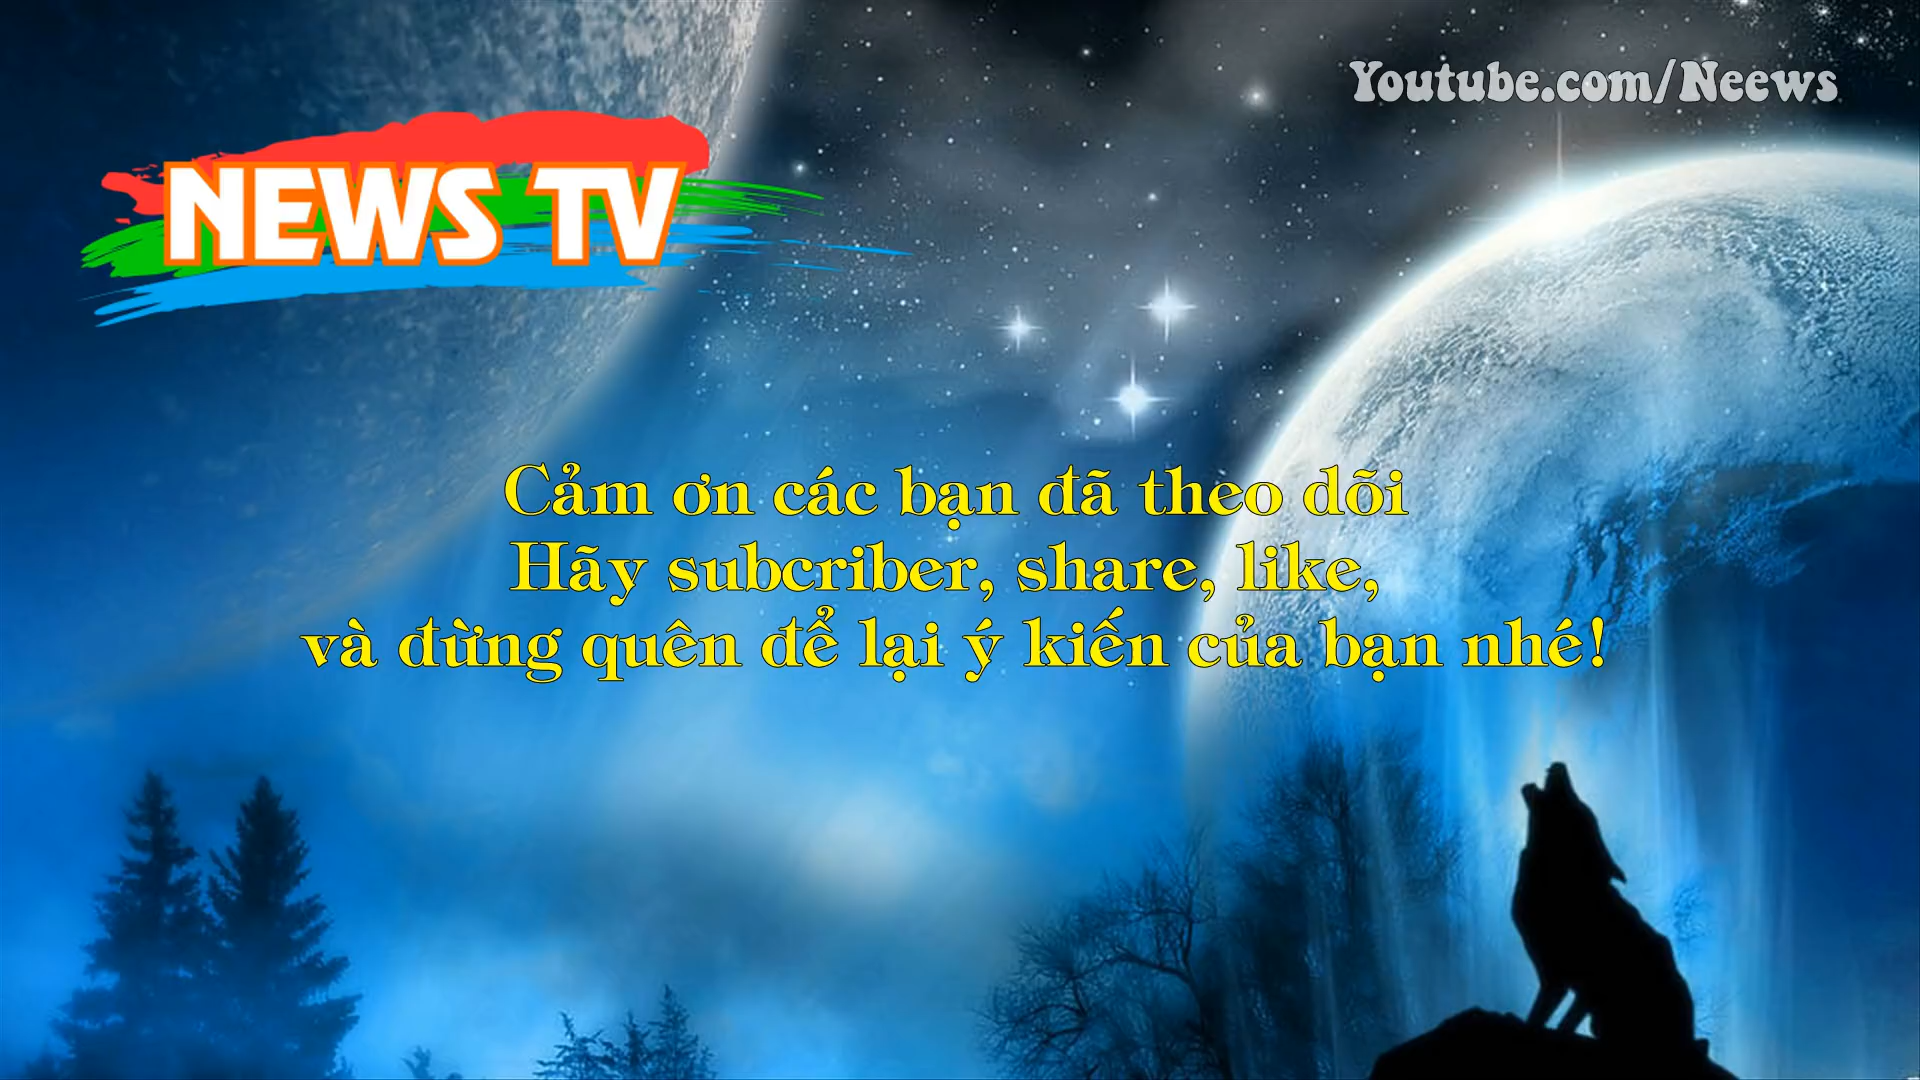 Youtube.com/Neews
NEWS TV
Cảm ơn các bạn đã theo dõi
Hãy subcriber, share, like,
và đừng quên để lại ý kiến của bạn nhé!